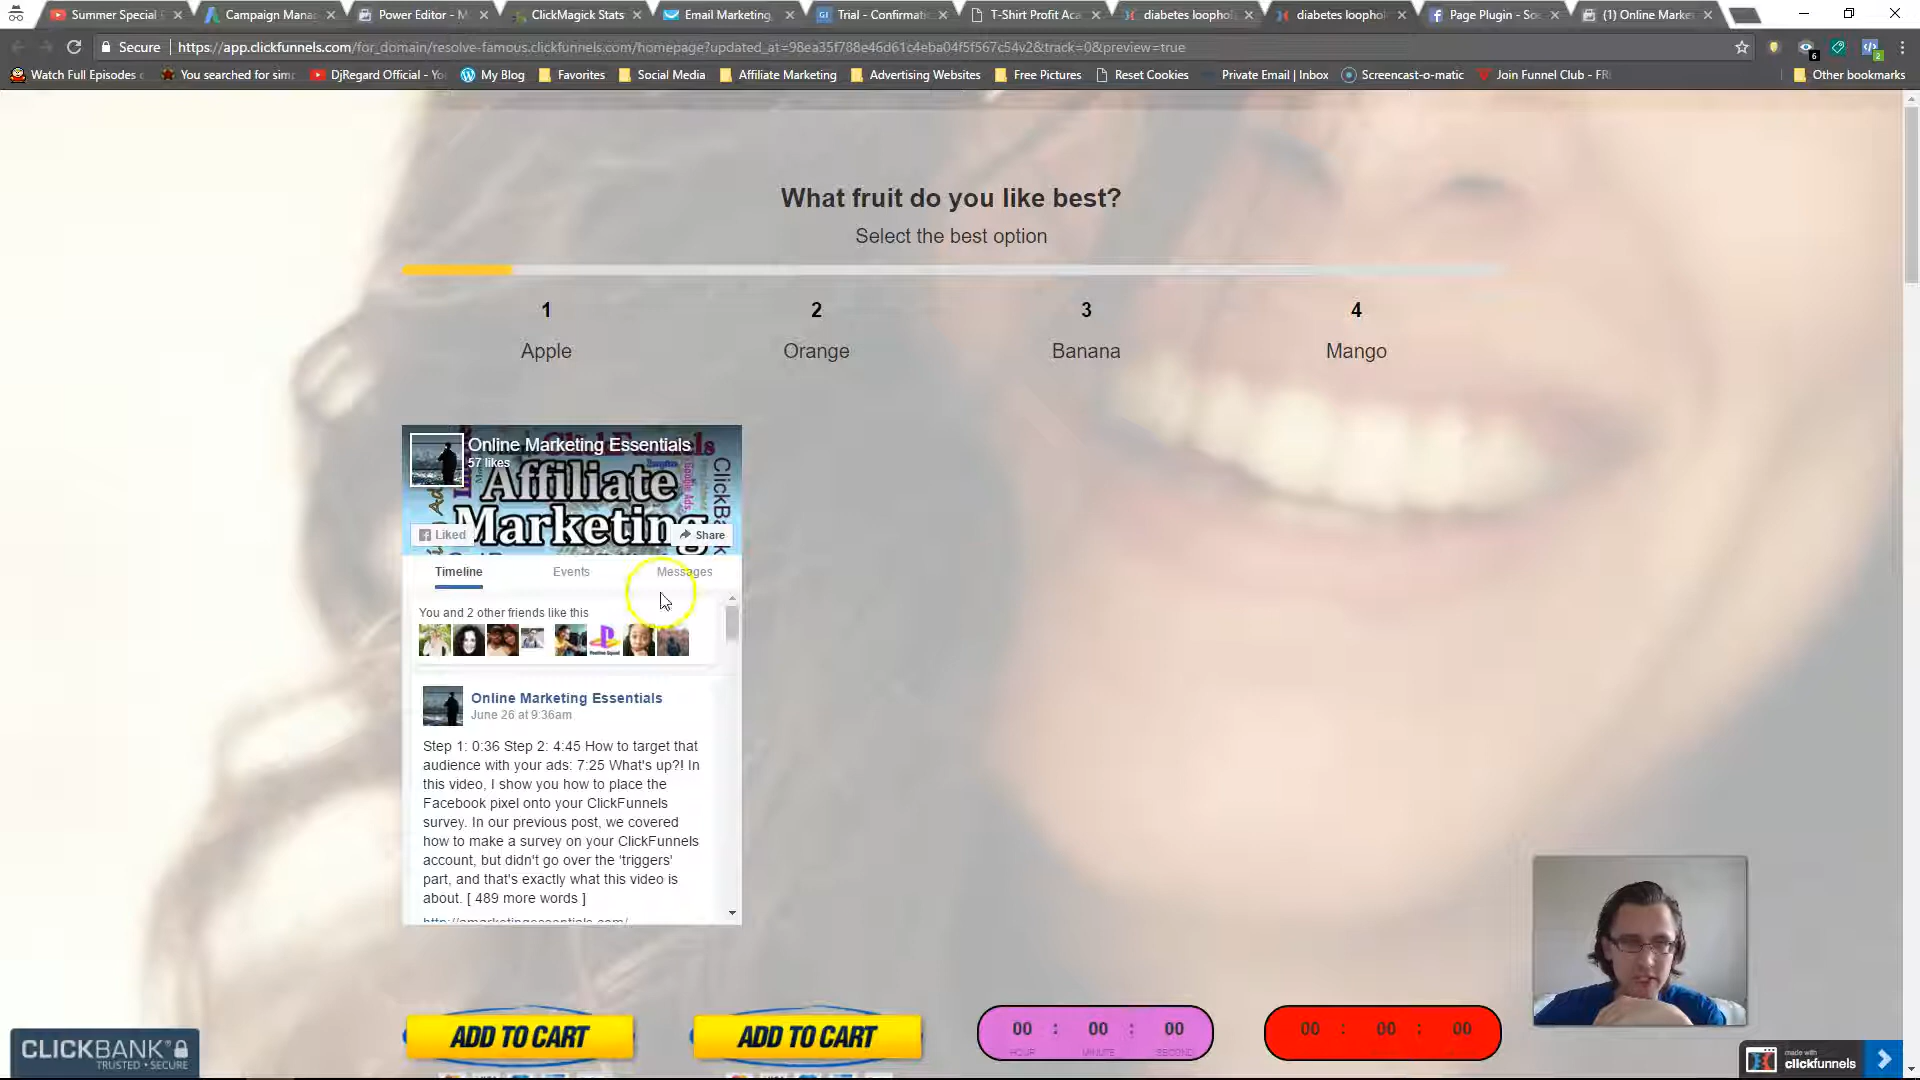 Summer Special
Campaign Mana
Power Editor - M
ClickMagick Stats
Email Marketing,
Trial - Confirmati
T-Shirt Profit Aca
diabetes loophol
diabetes loophol
Page Plugin - So
(1) Online Marke
Secure
https://app.clickfunnels.com/for_domain/resolve-famous.clickfunnels.com/homepage?updated_at=98ea35f788e46d61c4eba04f5f567c54v2&track=0&preview=true
Watch Full Episodes
You searched for sim
DjRegard Official - Yo
My Blog
Favorites
Social Media
Affiliate Marketing
Advertising Websites
Free Pictures
Reset Cookies
Private Email | Inbox
Screencast-o-matic
Join Funnel Club - FR
Other bookmarks
What fruit do you like best?
Select the best option
1 2 3 4
Apple Orange Banana Mango
Online Marketing Essentials
57 likes
Affiliate
Marketing
Liked
Share
Timeline Events Messages
You and 2 other friends like this
Online Marketing Essentials
June 26 at 9:36am
Step 1: 0:36 Step 2: 4:45 How to target that
audience with your ads: 7:25 What's up?! In
this video, I show you how to place the
Facebook pixel onto your ClickFunnels
survey. In our previous post, we covered
how to make a survey on your ClickFunnels
account, but didn't go over the 'triggers'
part, and that's exactly what this video is
about. [ 489 more words ]
ADD TO CART
ADD TO CART
00 : 00 : 00
HOUR MINUTE SECOND
00 : 00 : 00
CLICKBANK
TRUSTED • SECURE
made with
clickfunnels